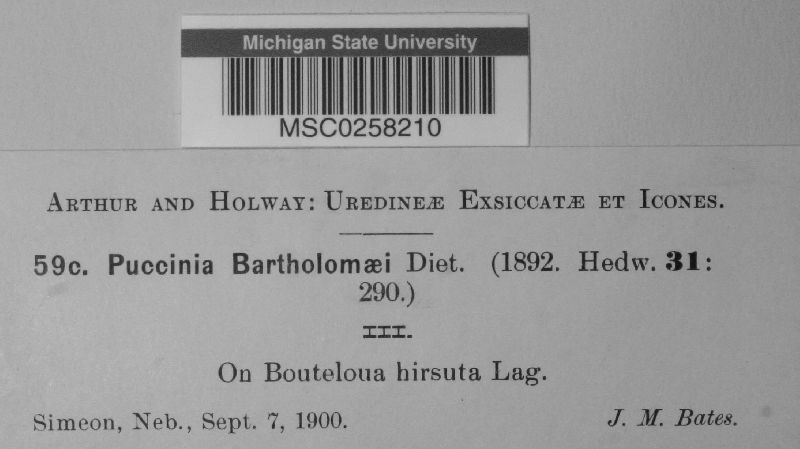 Michigan State University
MSC0258210
ARTHUR AND HOLWAY: UREDINEÆ EXSICCATÆ ET ICONES.
59c. Puccinia Bartholomæi Diet. (1892. Hedw. 31:
290.)
III.
On Bouteloua hirsuta Lag.
Simeon, Neb., Sept. 7, 1900. J. M. Bates.